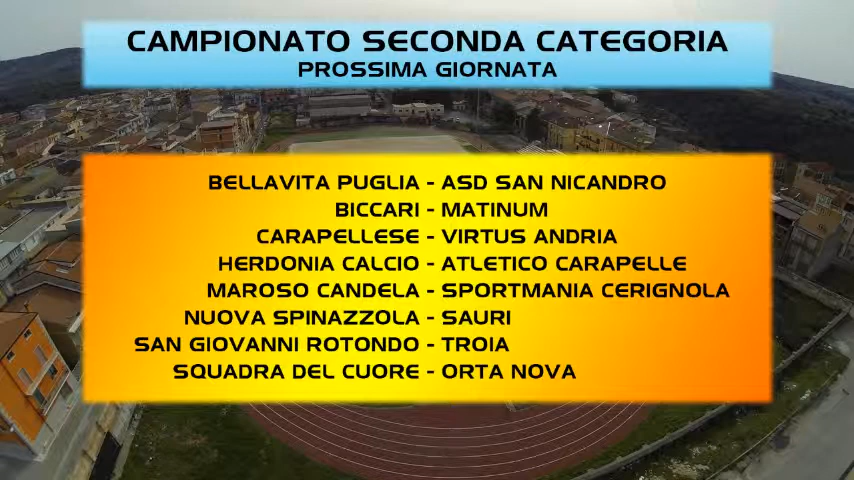 CAMPIONATO SECONDA CATEGORIA
PROSSIMA GIORNATA
BELLAVITA PUGLIA - ASD SAN NICANDRO
BICCARI - MATINUM
CARAPELLESE - VIRTUS ANDRIA
HERDONIA CALCIO - ATLETICO CARAPELLE
MAROSO CANDELA - SPORTMANIA CERIGNOLA
NUOVA SPINAZZOLA - SAURI
SAN GIOVANNI ROTONDO - TROIA
SQUADRA DEL CUORE - ORTA NOVA